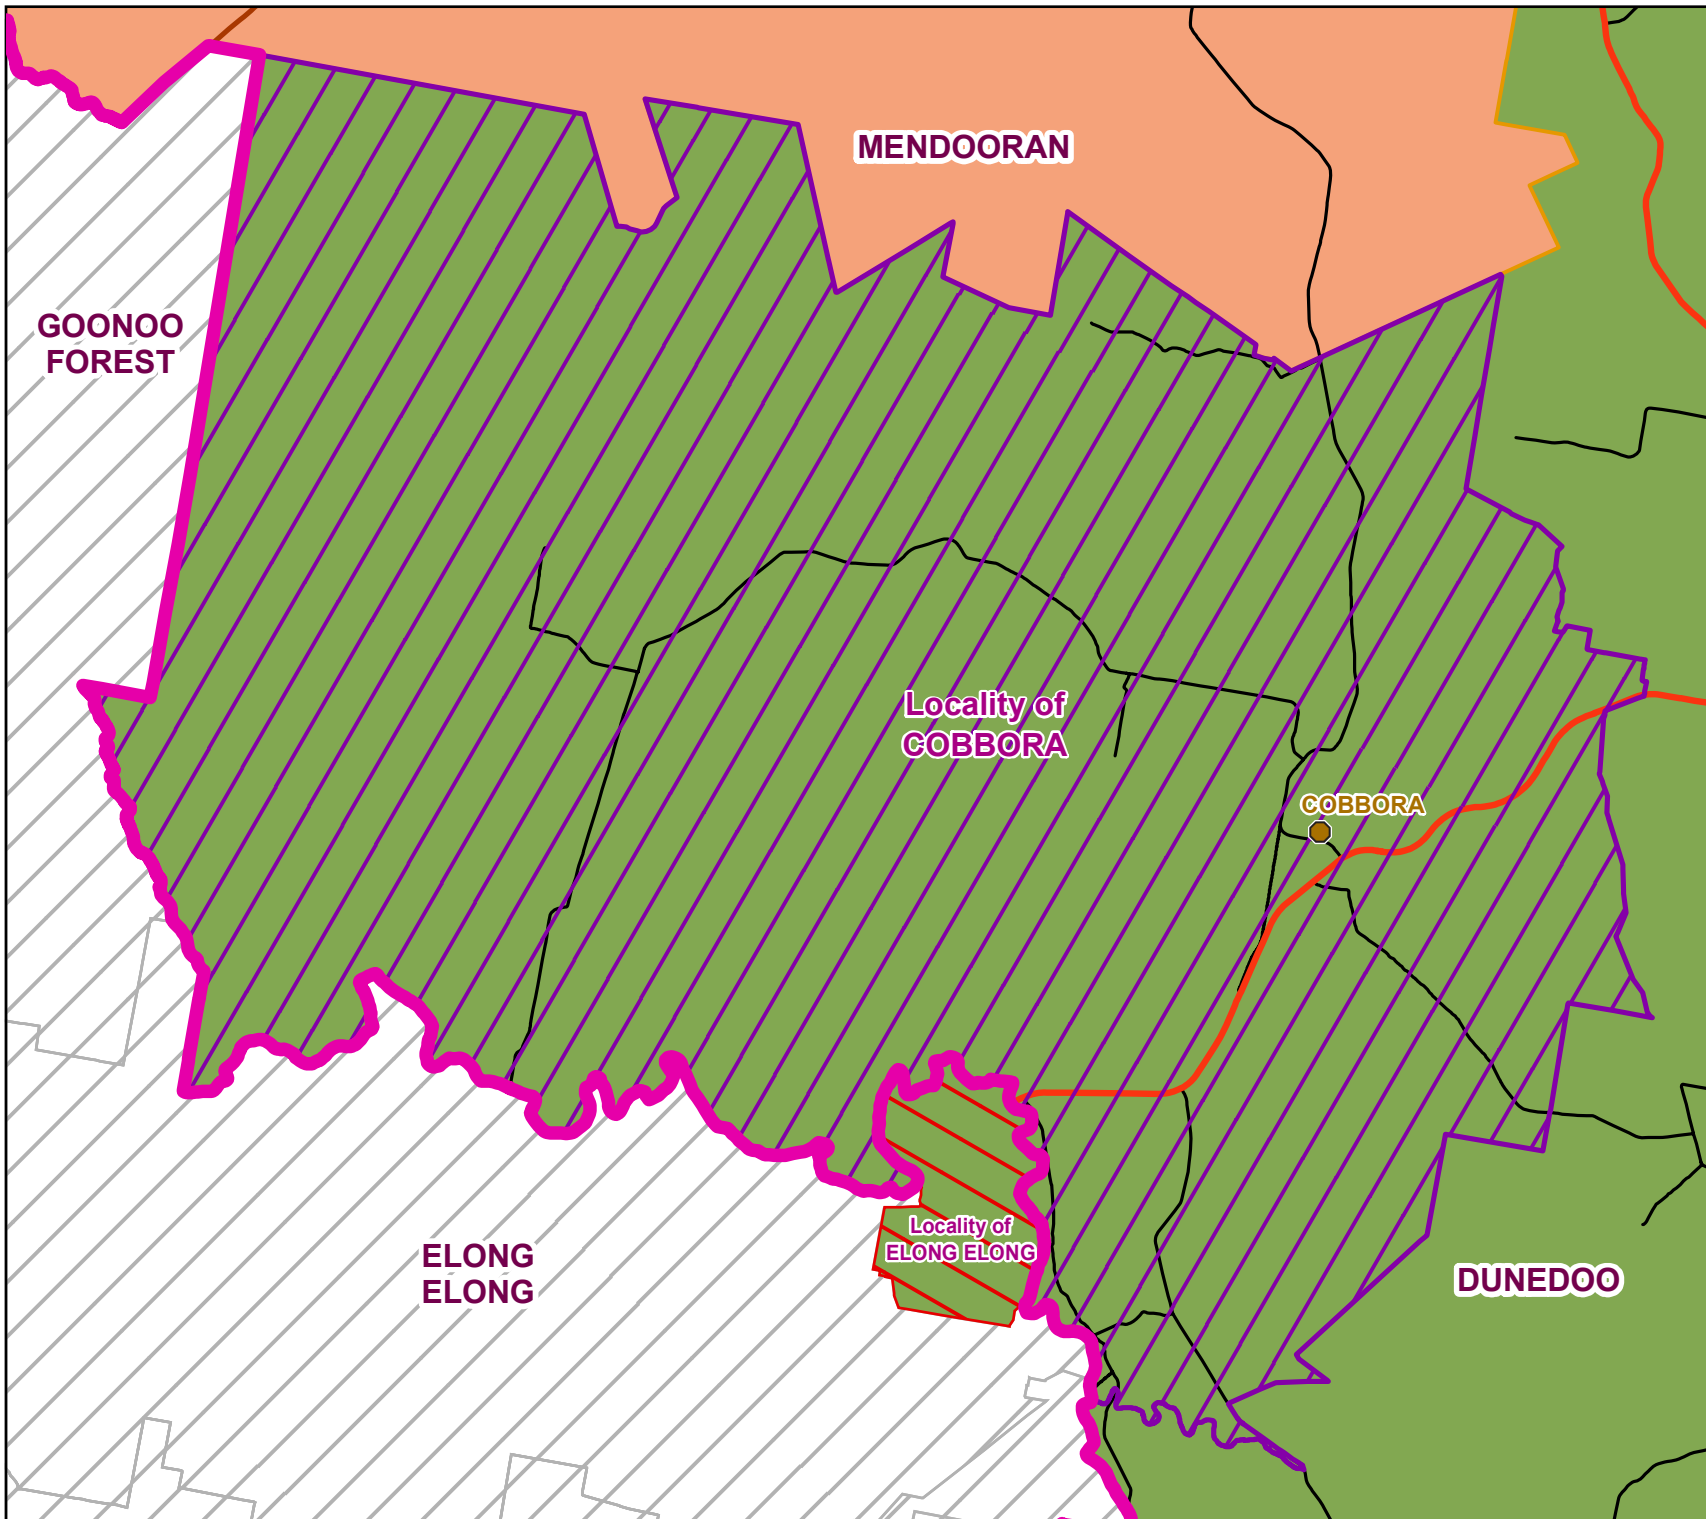 MENDOORAN
GOONOO
FOREST
Locality of
COBBORA
COBBORA
Locality of
ELONG ELONG
ELONG
ELONG
DUNEDOO